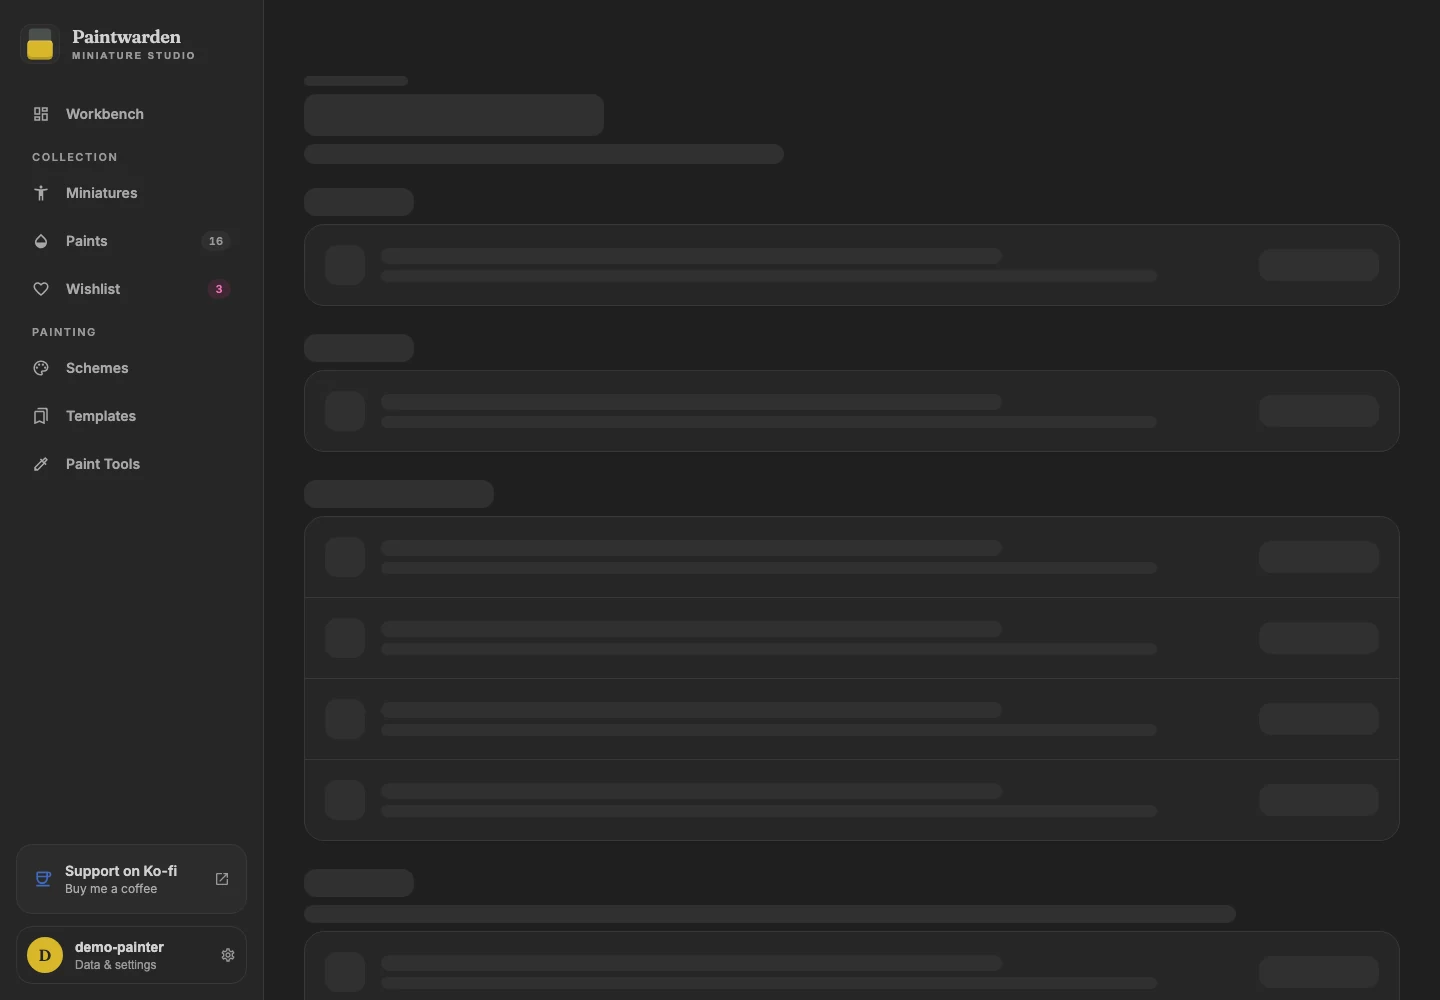 Paintwarden
MINIATURE STUDIO
Workbench
COLLECTION
Miniatures
Paints 16
Wishlist 3
PAINTING
Schemes
Templates
Paint Tools
Support on Ko-fi
Buy me a coffee
D
demo-painter
Data & settings